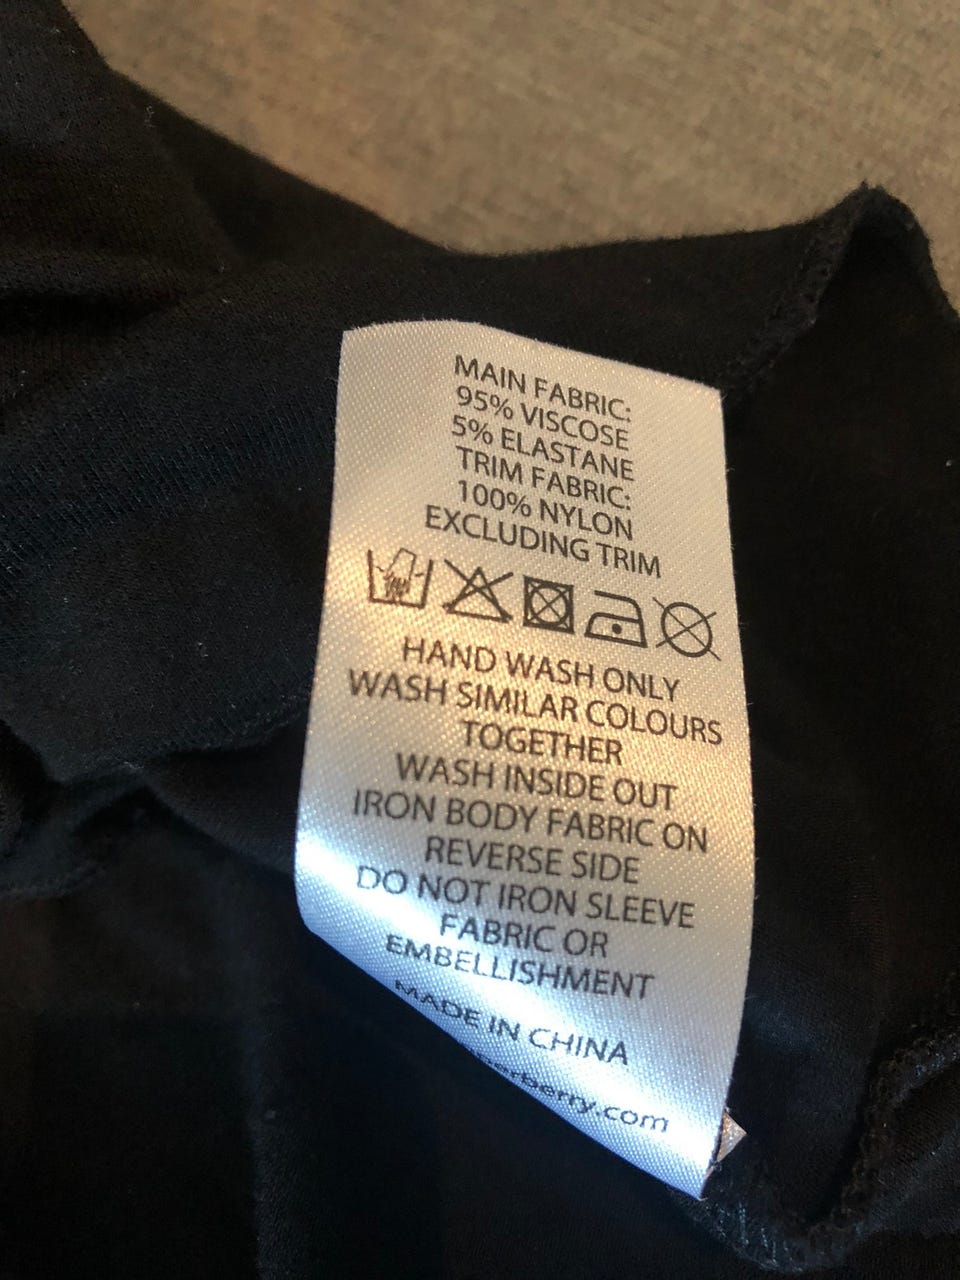 MAIN FABRIC:
95% VISCOSE
5% ELASTANE
TRIM FABRIC:
100% NYLON
EXCLUDING TRIM
HAND WASH ONLY
WASH SIMILAR COLOURS
TOGETHER
WASH INSIDE OUT
IRON BODY FABRIC ON
REVERSE SIDE
DO NOT IRON SLEEVE
FABRIC OR
EMBELLISHMENT
MADE IN CHINA